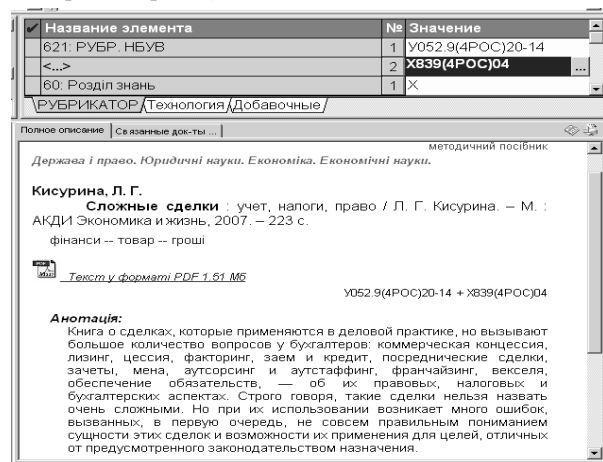 Название элемента № Значение
621: РУБР. НБУВ 1 У052.9(4РОС)20-14
<...> 2 Х839(4РОС)04 ...
60: Розділ знань 1 Х
РУБРИКАТОР Технология Добавочные
Полное описание Связанные док-ты ...
методичний посібник
Держава і право. Юридичні науки. Економіка. Економічні науки.
Кисурина, Л. Г.
Сложные сделки : учет, налоги, право / Л. Г. Кисурина. – М. :
АКДИ Экономика и жизнь, 2007. – 223 с.
фінанси -- товар -- гроші
Текст у форматі PDF 1.51 Мб
У052.9(4РОС)20-14 + Х839(4РОС)04
Анотація:
Книга о сделках, которые применяются в деловой практике, но вызывают
большое количество вопросов у бухгалтеров: коммерческая концессия,
лизинг, цессия, факторинг, заем и кредит, посреднические сделки,
зачеты, мена, аутсорсинг и аутстаффинг, франчайзинг, векселя,
обеспечение обязательств, — об их правовых, налоговых и
бухгалтерских аспектах. Строго говоря, такие сделки нельзя назвать
очень сложными. Но при их использовании возникает много ошибок,
вызванных, в первую очередь, не совсем правильным пониманием
сущности этих сделок и возможности их применения для целей, отличных
от предусмотренного законодательством назначения.